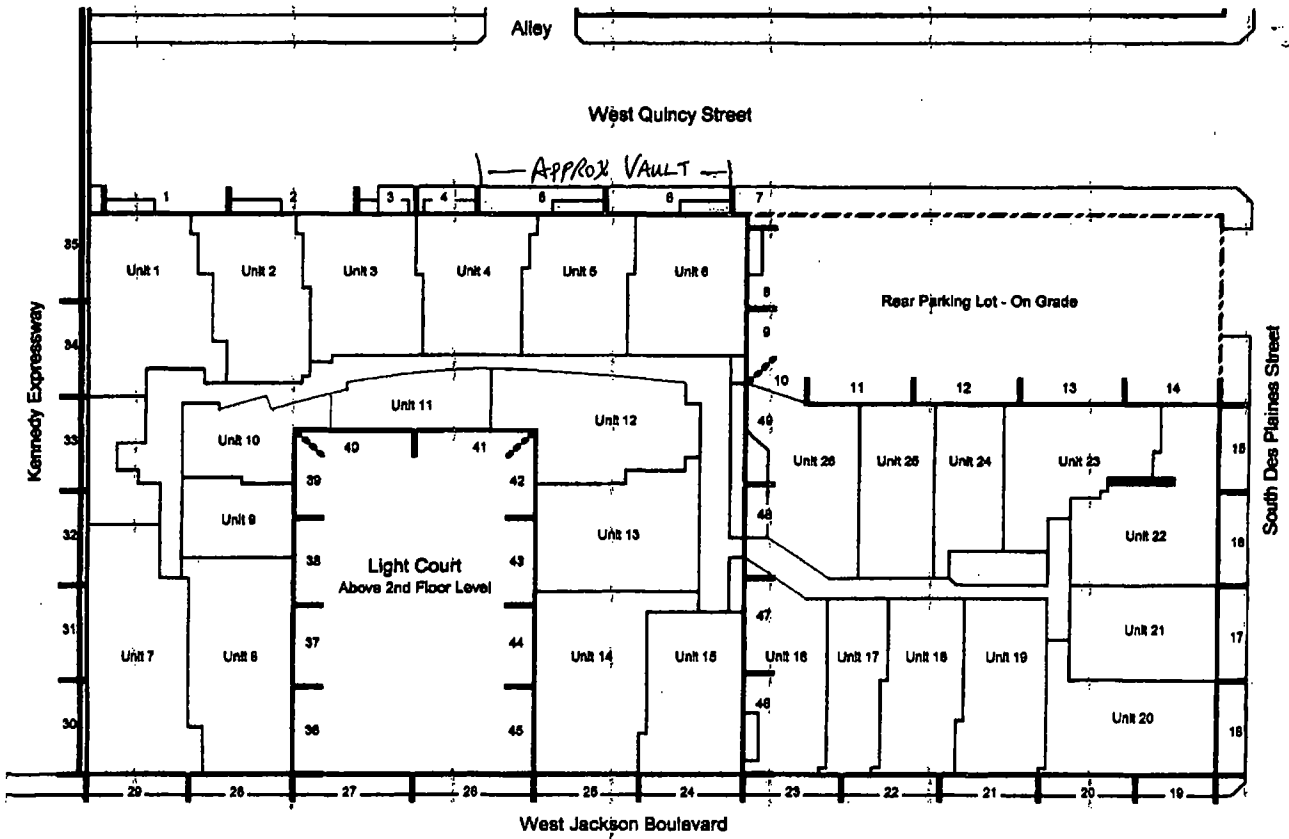 Alley
West Quincy Street
— APPROX VAULT —
1 2 3 4 5 6 7
35 Unit 1 Unit 2 Unit 3 Unit 4 Unit 5 Unit 6
8
Rear Parking Lot - On Grade
Kennedy Expressway
South Des Plaines Street
34 9
10 11 12 13 14
Unit 11 Unit 12 49
33 Unit 10 40 41 Unit 26 Unit 25 Unit 24 Unit 23 15
39 42
32 Unit 9 48 Unit 22 16
38 Light Court 43 Unit 13
Above 2nd Floor Level
31 Unit 7 Unit 8 37 44 Unit 14 Unit 15 47 Unit 16 Unit 17 Unit 18 Unit 19 Unit 21 17
30 36 45 46 Unit 20 18
29 28 27 26 25 24 23 22 21 20 19
West Jackson Boulevard